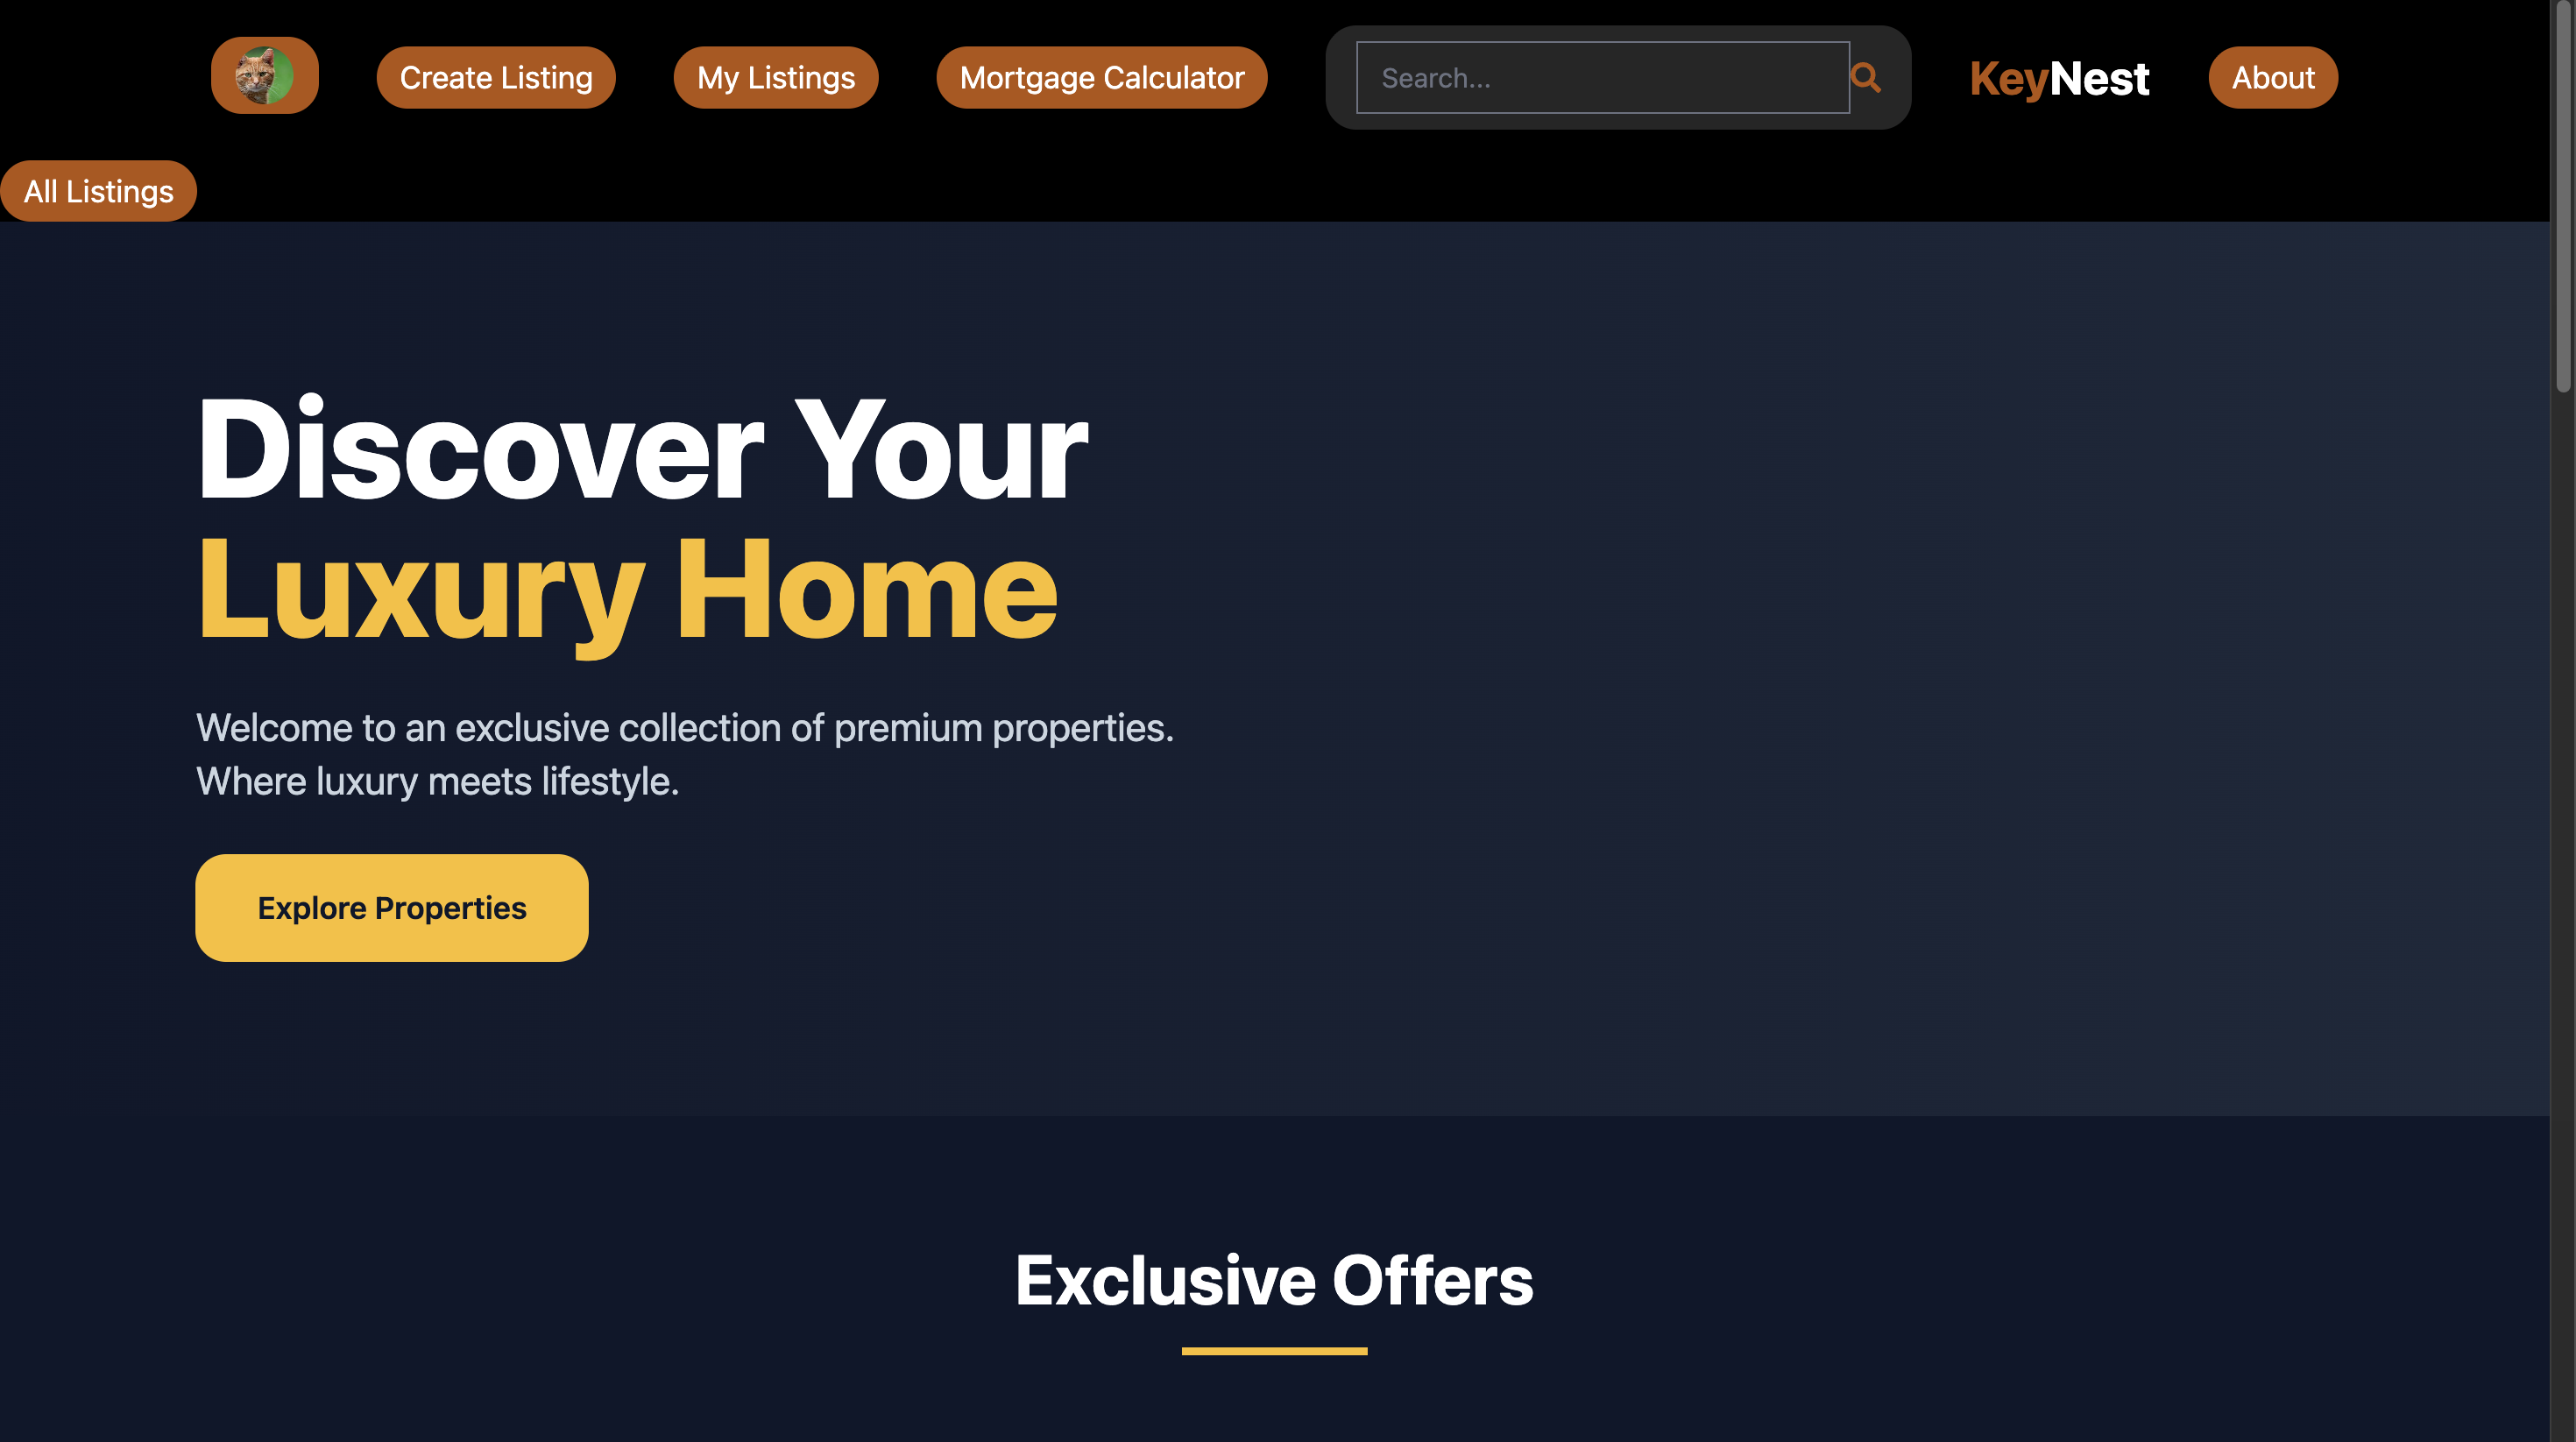 Create Listing
My Listings
Mortgage Calculator
Search...
KeyNest
About
All Listings
Discover Your
Luxury Home
Welcome to an exclusive collection of premium properties.
Where luxury meets lifestyle.
Explore Properties
Exclusive Offers